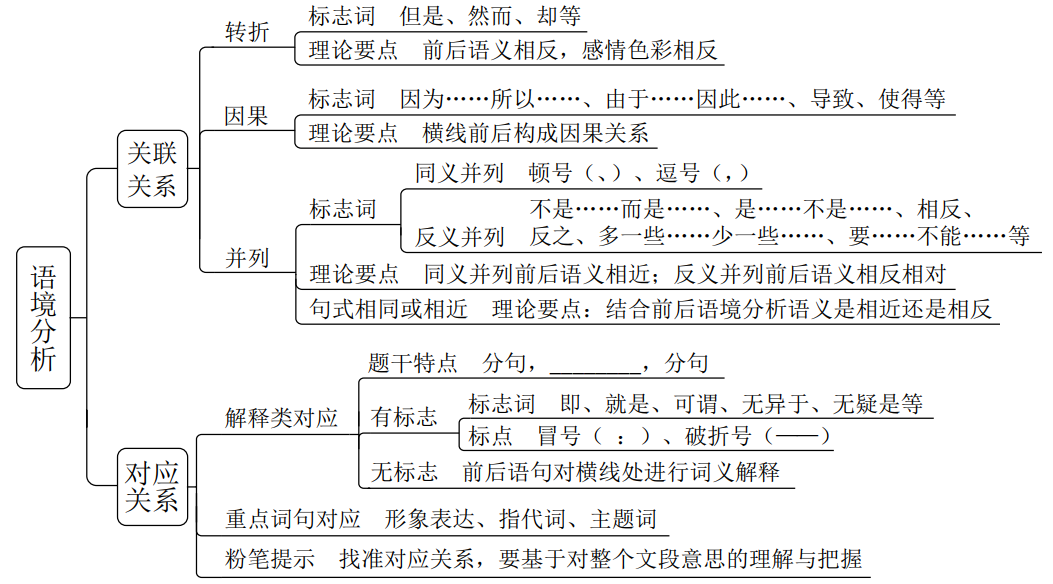 语境分析
关联
关系
转折
标志词 但是、然而、却等
理论要点 前后语义相反，感情色彩相反
因果
标志词 因为……所以……、由于……因此……、导致、使得等
理论要点 横线前后构成因果关系
并列
标志词
同义并列 顿号（、）、逗号（，）
反义并列 不是……而是……、是……不是……、相反、
反之、多一些……少一些……、要……不能……等
理论要点 同义并列前后语义相近；反义并列前后语义相反相对
句式相同或相近 理论要点：结合前后语境分析语义是相近还是相反
对应
关系
解释类对应
题干特点 分句，________，分句
有标志
标志词 即、就是、可谓、无异于、无疑是等
标点 冒号（：）、破折号（——）
无标志 前后语句对横线处进行词义解释
重点词句对应 形象表达、指代词、主题词
粉笔提示 找准对应关系，要基于对整个文段意思的理解与把握